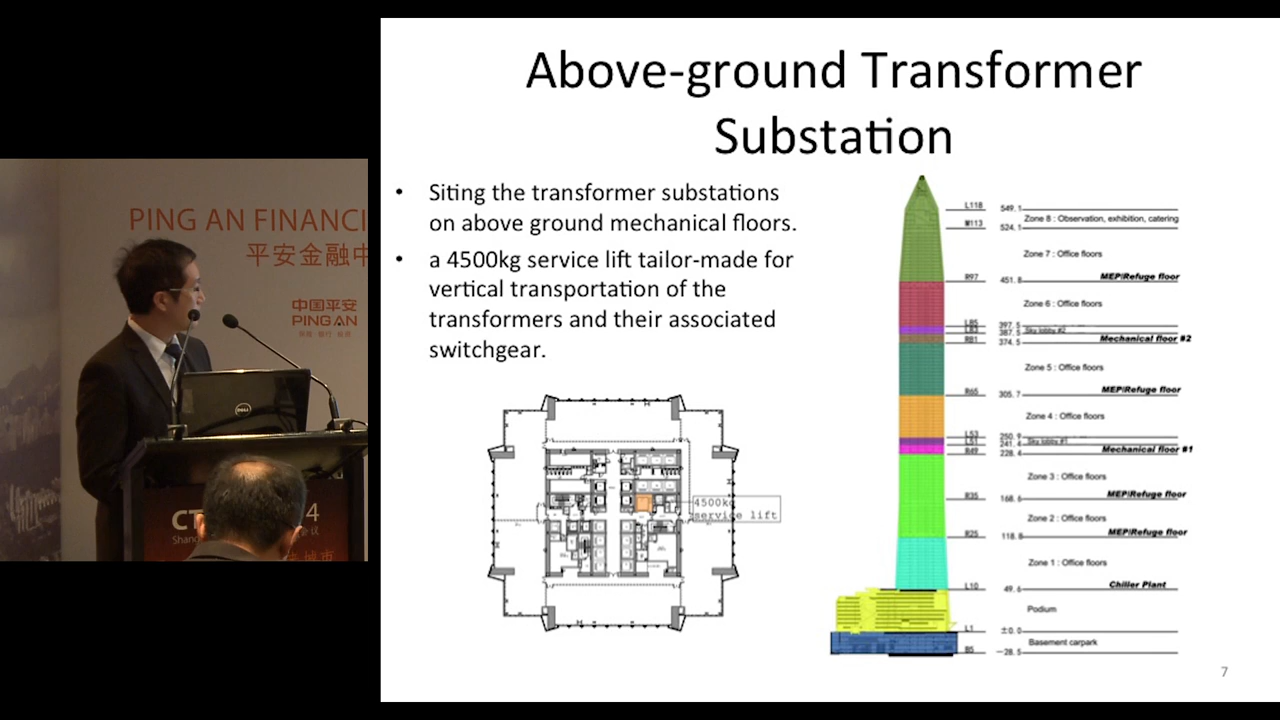 Above-ground Transformer
Substation
• Siting the transformer substations
on above ground mechanical floors.
• a 4500kg service lift tailor-made for
vertical transportation of the
transformers and their associated
switchgear.
4500kg
service lift
L118 549.1
Zone 8 : Observation, exhibition, catering
M113 524.1
Zone 7 : Office floors
R97 451.8 MEP/Refuge floor
Zone 6 : Office floors
L85 397.5
L83 387.5 Sky lobby #2
R81 374.5 Mechanical floor #2
Zone 5 : Office floors
R65 305.7 MEP/Refuge floor
Zone 4 : Office floors
L53 250.9
L51 241.4 Sky lobby #1
R49 228.4 Mechanical floor #1
Zone 3 : Office floors
R35 168.6 MEP/Refuge floor
Zone 2 : Office floors
R25 118.8 MEP/Refuge floor
Zone 1 : Office floors
L10 49.6 Chiller Plant
Podium
L1 ±0.0
Basement carpark
B5 −28.5
7
PING AN FINANCI
平安金融中
中国平安
PING AN
DELL
CT
4
Shang
城市